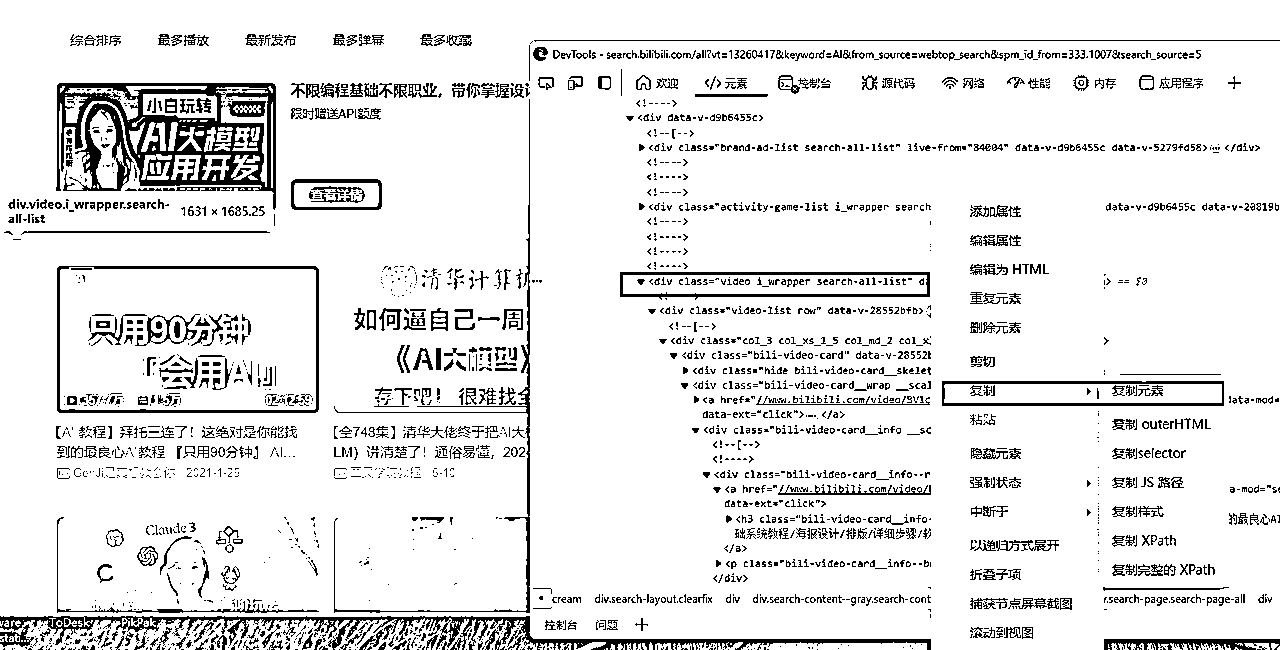 综合排序 最多播放 最新发布 最多弹幕 最多收藏
小白玩转
AI大模型
应用开发
不限编程基础不限职业，带你掌握设计
限时赠送API额度
查看详情
div.video.i_wrapper.search-
all-list
1631 × 1685.25
只用90分钟
「会用AI」
清华计算机
如何逼自己一周
《AI大模型》
存下吧！ 很难找全
【AI 教程】拜托三连了！这绝对是你能找
到的最良心AI教程 『只用90分钟』 AI...
2021-1-25
【全748集】清华大佬终于把AI大
LM）讲清楚了！通俗易懂，202
Claude 3
ToDesk
PikPak
DevTools - search.bilibili.com/all?vt=13260417&keyword=AI&from_source=webtop_search&spm_id_from=333.1007&search_source=5
欢迎 </> 元素 控制台 源代码 网络 性能 内存 应用程序
<!---->
<div data-v-d9b6455c>
<!--[-->
<div class="brand-ad-list search-all-list" live-from="84004" data-v-d9b6455c data-v-5279fd58>…</div>
<!---->
<!---->
<!---->
<div class="activity-game-list i_wrapper search
data-v-d9b6455c data-v-20819b
<!---->
<!---->
<!---->
<!---->
<div class="video i_wrapper search-all-list" da
> == $0
<div class="video-list row" data-v-28552bfb>
<!--[-->
<div class="col_3 col_xs_1_5 col_md_2 col_x
<div class="bili-video-card" data-v-28552b
<div class="hide bili-video-card__skelet
<div class="bili-video-card__wrap __scal
<a href="//www.bilibili.com/video/BV1c
data-ext="click">…</a>
<div class="bili-video-card__info __sc
<!--[-->
<!---->
<div class="bili-video-card__info--r
<a href="//www.bilibili.com/video/
data-ext="click">
<h3 class="bili-video-card__info-
础系统教程/海报设计/排版/详细步骤/软
</a>
<p class="bili-video-card__info--b
</div>
cream div.search-layout.clearfix div div.search-content--gray.search-cont
.search-page.search-page-all div
控制台 问题
添加属性
编辑属性
编辑为 HTML
重复元素
删除元素
剪切
复制
粘贴
隐藏元素
强制状态
中断于
以递归方式展开
折叠子项
捕获节点屏幕截图
滚动到视图
复制元素
复制 outerHTML
复制selector
复制 JS 路径
复制样式
复制 XPath
复制完整的 XPath
data-mod=
a-mod="se
的最良心AI